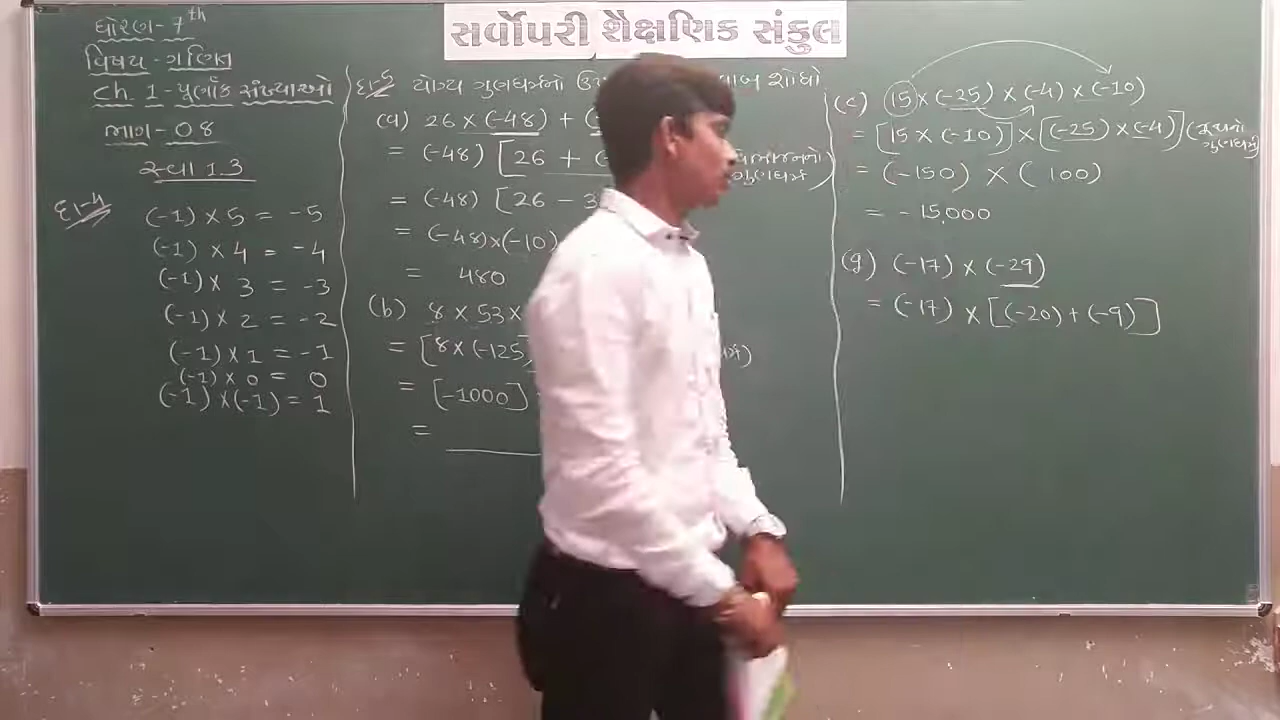 સર્વોપરી શૈક્ષણિક સંકુલ
ધોરણ - 7th
વિષય - ગણિત
Ch. 1 - પૂર્ણાંક સંખ્યાઓ
ભાગ - 08
સ્વા 1.3
દા-4
(-1) × 5 = -5
(-1) × 4 = -4
(-1) × 3 = -3
(-1) × 2 = -2
(-1) × 1 = -1
(-1) × 0 = 0
(-1) × (-1) = 1
યોગ્ય ગુણધર્મનો શોધો
(a) 26 × (-48) + (
= (-48) [26 + (-
= (-48) [26 - 3
= (-48)×(-10)
= 480
(b) 8 × 53 ×
= [8 × (-125)
= [-1000]
=
(c) 15 × (-25) × (-4) × (-10)
= [15 × (-10)] × [(-25) × (-4)]
= (-150) × (100)
= -15,000
(g) (-17) × (-29)
= (-17) × [(-20) + (-9)]